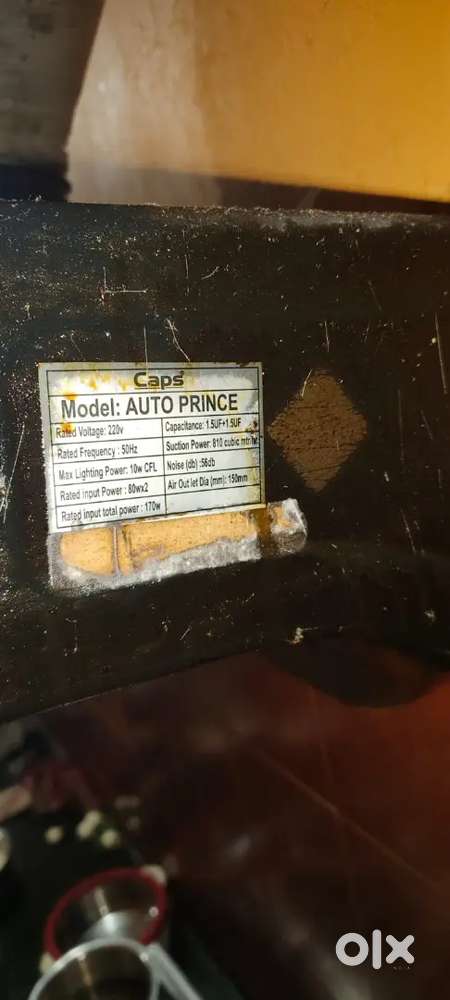 Caps
Model: AUTO PRINCE
Rated Voltage: 220v
Capacitance: 1.5UF+1.5UF
Rated Frequency : 50Hz
Suction Power: 810 cubic mtr/hr
Max Lighting Power: 10w CFL
Noise (db) :56db
Rated Input Power : 80wx2
Air Out let Dia (mm): 150mm
Rated input total power : 170w
olx
INDIA